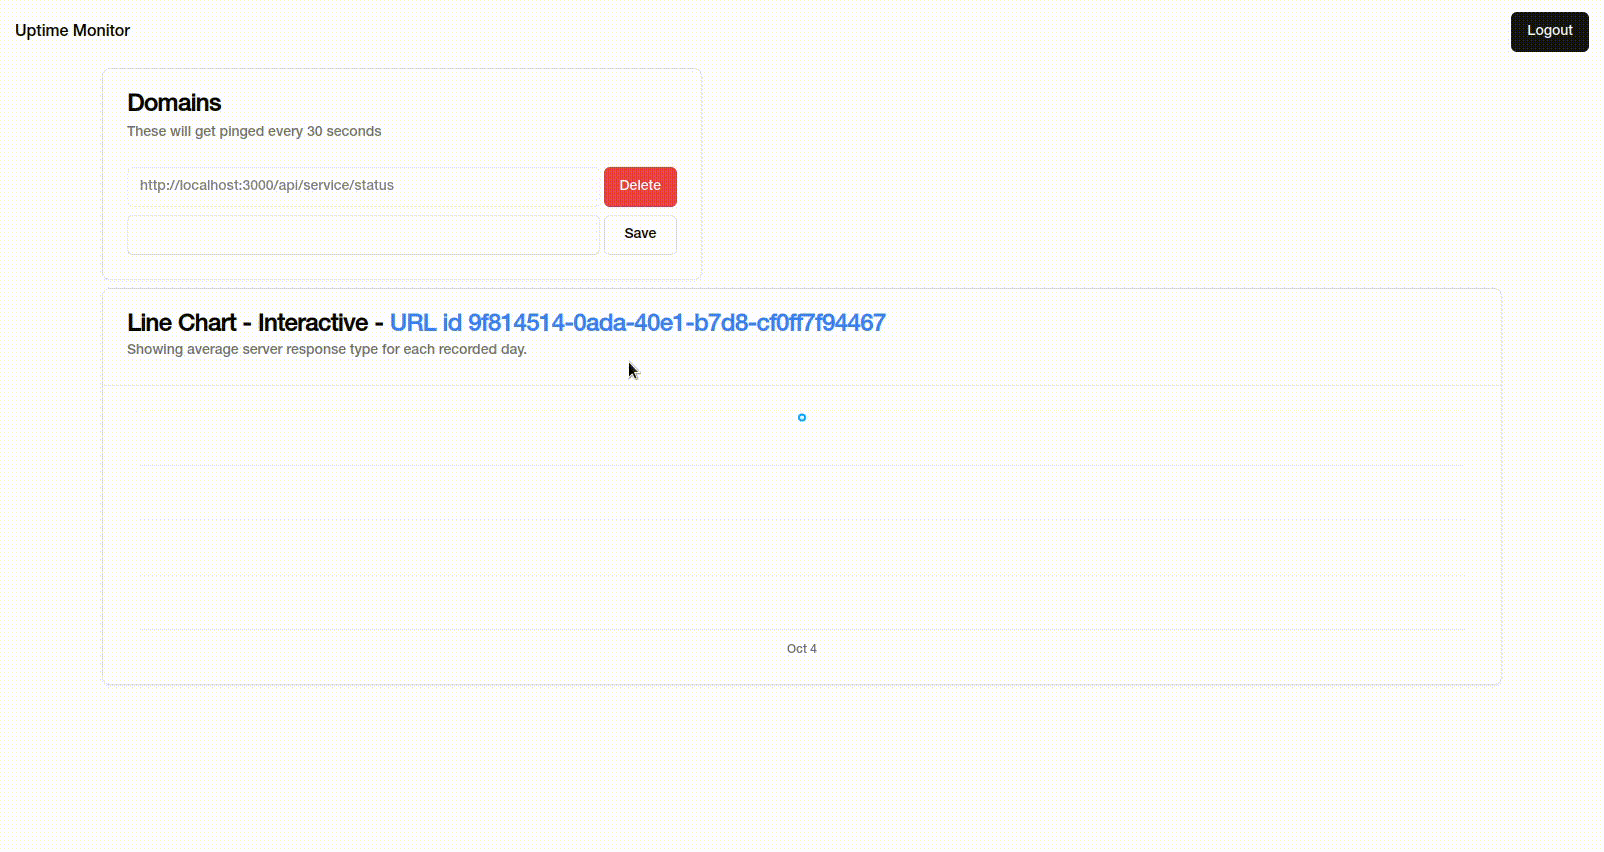 Uptime Monitor
Logout
Domains
These will get pinged every 30 seconds
http://localhost:3000/api/service/status
Delete
Save
Line Chart - Interactive - URL id 9f814514-0ada-40e1-b7d8-cf0ff7f94467
Showing average server response type for each recorded day.
Oct 4